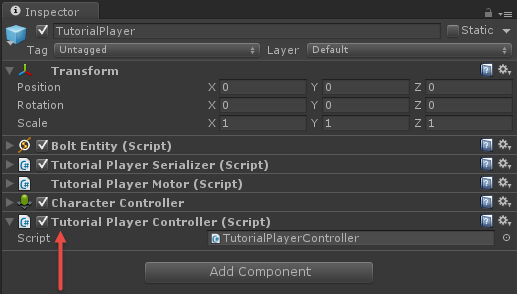 Inspector
TutorialPlayer Static
Tag Untagged Layer Default
Transform
Position X 0 Y 0 Z 0
Rotation X 0 Y 0 Z 0
Scale X 1 Y 1 Z 1
Bolt Entity (Script)
Tutorial Player Serializer (Script)
C# Tutorial Player Motor (Script)
Character Controller
Tutorial Player Controller (Script)
Script TutorialPlayerController
Add Component